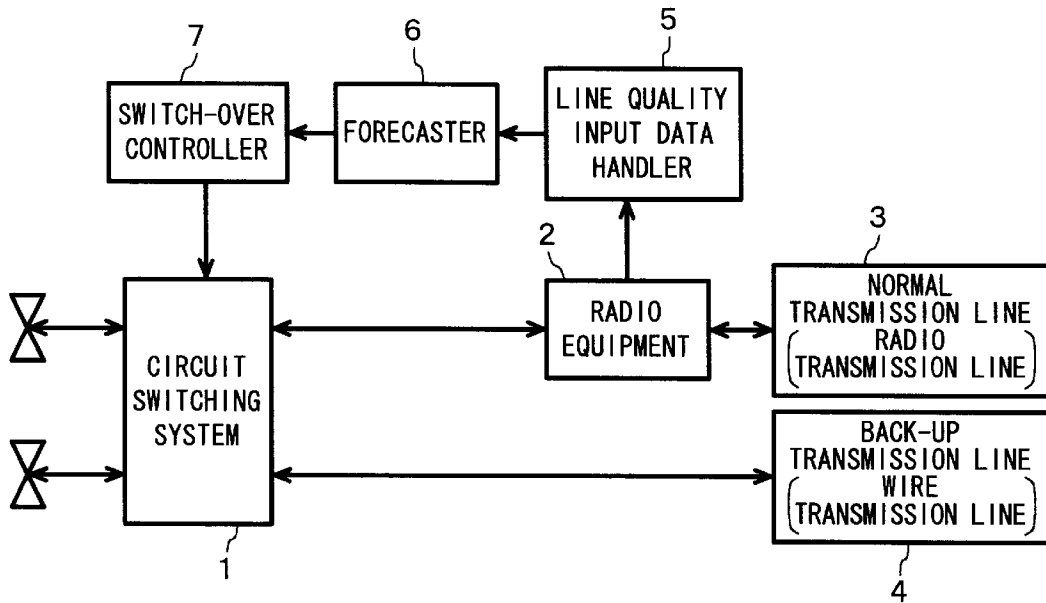 7
6
5
SWITCH-OVER
CONTROLLER
FORECASTER
LINE QUALITY
INPUT DATA
HANDLER
2
3
RADIO
EQUIPMENT
NORMAL
TRANSMISSION LINE
(RADIO
TRANSMISSION LINE)
CIRCUIT
SWITCHING
SYSTEM
BACK-UP
TRANSMISSION LINE
(WIRE
TRANSMISSION LINE)
1
4